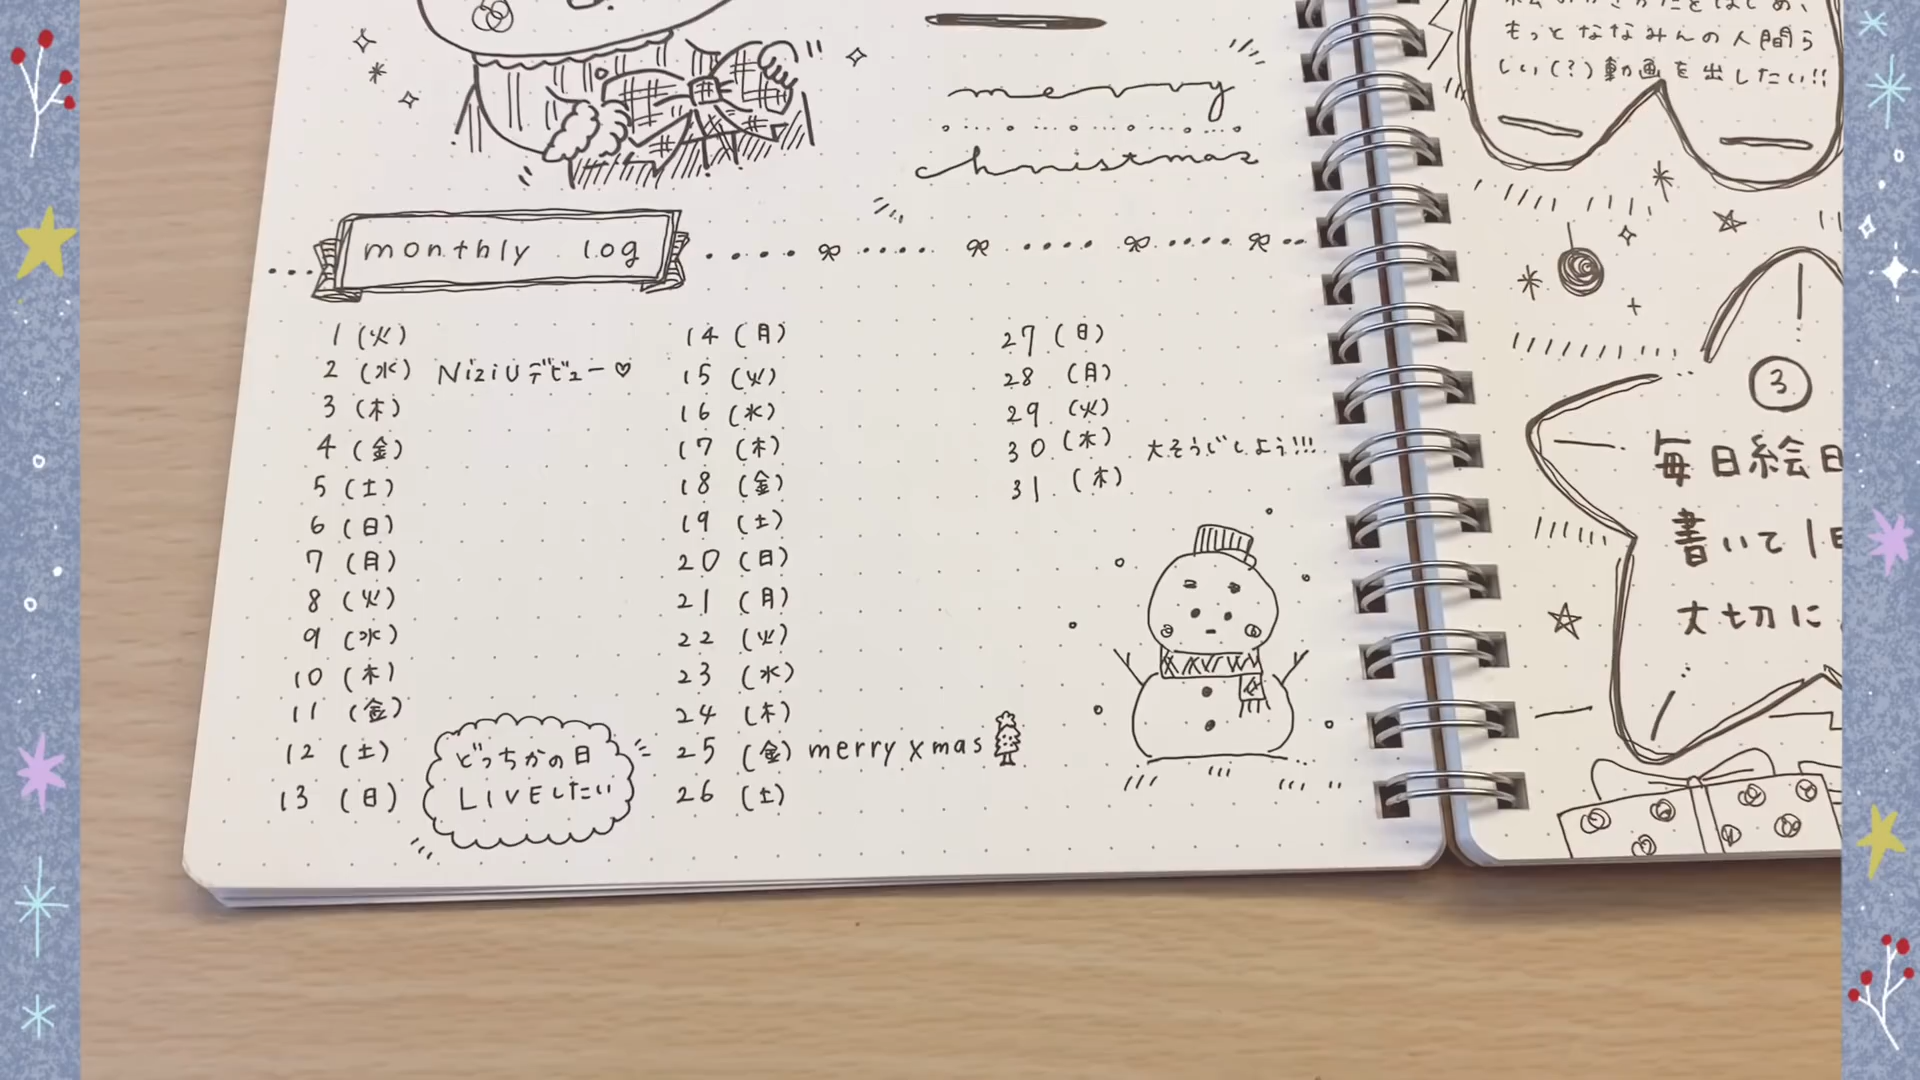 merry
christmas
monthly log
1 (火)
2 (水) NiziUデビュー♡
3 (木)
4 (金)
5 (土)
6 (日)
7 (月)
8 (火)
9 (水)
10 (木)
11 (金)
12 (土)
13 (日)
どっちかの日
LIVEしたい
14 (月)
15 (火)
16 (水)
17 (木)
18 (金)
19 (土)
20 (日)
21 (月)
22 (火)
23 (水)
24 (木)
25 (金) merry xmas
26 (土)
27 (日)
28 (月)
29 (火)
30 (水) 大そうじしよう!!!
31 (木)
もっとななみんの人間ら
しい(?)動画を出したい!!
3
毎日絵日
書いて1日
大切に